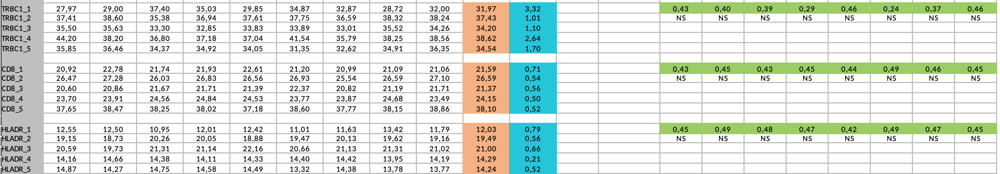 TRBC1_1 27,97 29,00 37,40 35,03 29,85 34,87 32,87 28,72 32,00 31,97 3,32 0,43 0,40 0,39 0,29 0,46 0,24 0,37 0,46
TRBC1_2 37,41 38,60 35,38 36,94 37,61 37,75 36,59 38,32 38,24 37,43 1,01 NS NS NS NS NS NS NS NS
TRBC1_3 35,50 35,63 33,30 32,85 33,83 33,89 33,01 35,52 34,26 34,20 1,10
TRBC1_4 44,20 38,20 36,80 37,18 37,04 41,54 35,79 38,25 38,56 38,62 2,64
TRBC1_5 35,85 36,46 34,37 34,92 34,05 31,35 32,62 34,91 36,35 34,54 1,70
CD8_1 20,92 22,78 21,74 21,93 22,61 21,20 20,99 21,09 21,06 21,59 0,71 0,43 0,45 0,43 0,45 0,44 0,49 0,46 0,45
CD8_2 26,47 27,28 26,03 26,83 26,56 26,93 25,54 26,59 27,10 26,59 0,54 NS NS NS NS NS NS NS NS
CD8_3 20,60 20,86 21,67 21,71 21,39 22,37 20,82 21,19 21,71 21,37 0,56
CD8_4 23,70 23,91 24,56 24,84 24,53 23,77 23,87 24,68 23,49 24,15 0,50
CD8_5 37,65 38,47 38,25 38,02 37,18 38,60 37,77 38,15 38,86 38,10 0,52
HLADR_1 12,55 12,50 10,95 12,01 12,42 11,01 11,63 13,42 11,79 12,03 0,79 0,45 0,49 0,48 0,47 0,42 0,49 0,47 0,45
HLADR_2 19,15 18,73 20,26 20,05 18,88 19,47 20,13 19,62 19,16 19,49 0,56 NS NS NS NS NS NS NS NS
HLADR_3 20,59 19,73 21,31 21,14 22,16 20,66 21,13 21,31 21,02 21,00 0,66
HLADR_4 14,16 14,66 14,38 14,11 14,33 14,40 14,42 13,95 14,19 14,29 0,21
HLADR_5 14,87 14,27 14,75 14,58 14,49 13,32 14,38 13,78 13,77 14,24 0,52